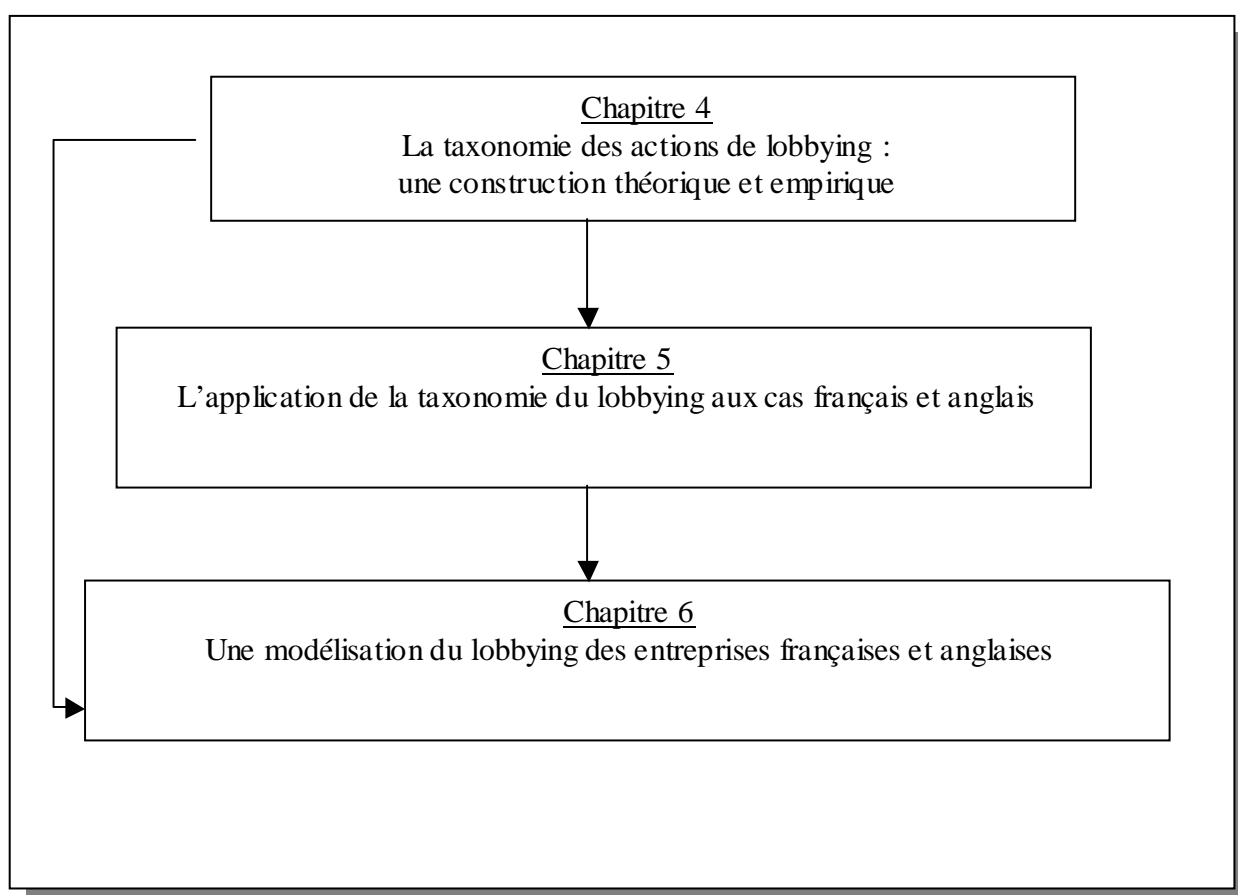 Chapitre 4
La taxonomie des actions de lobbying :
une construction théorique et empirique
Chapitre 5
L’application de la taxonomie du lobbying aux cas français et anglais
Chapitre 6
Une modélisation du lobbying des entreprises françaises et anglaises